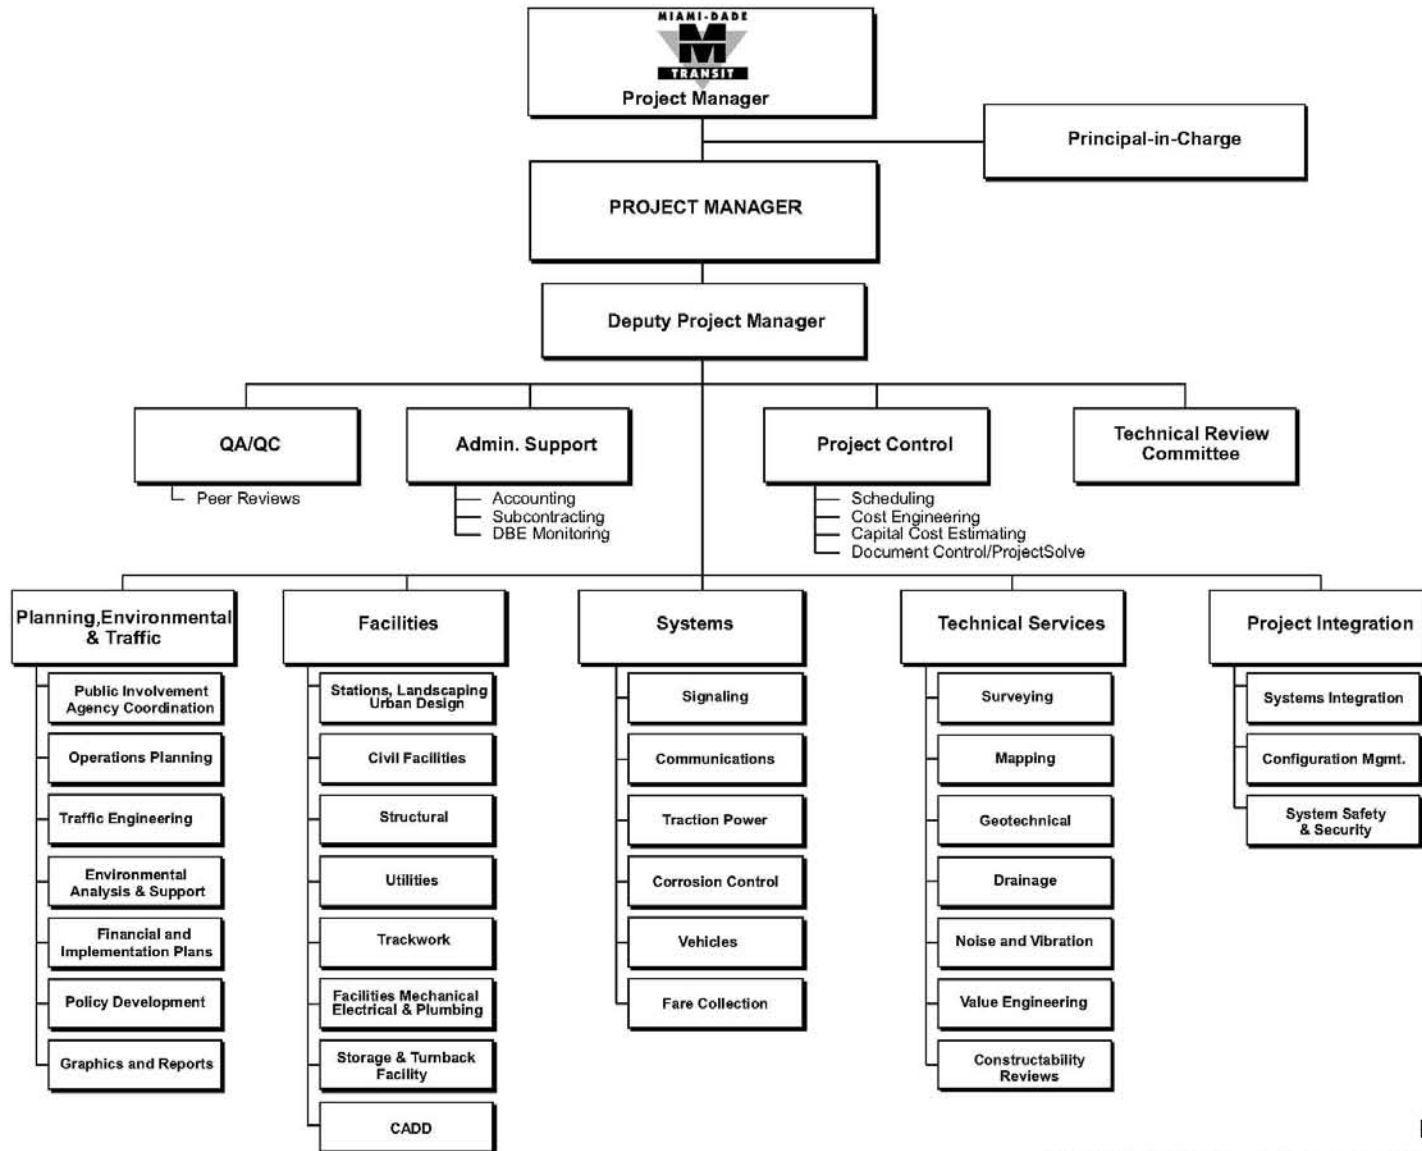 MIAMI-DADE
M
TRANSIT
Project Manager
Principal-in-Charge
PROJECT MANAGER
Deputy Project Manager
QA/QC
Peer Reviews
Admin. Support
Accounting
Subcontracting
DBE Monitoring
Project Control
Scheduling
Cost Engineering
Capital Cost Estimating
Document Control/ProjectSolve
Technical Review
Committee
Planning,Environmental
& Traffic
Public Involvement
Agency Coordination
Operations Planning
Traffic Engineering
Environmental
Analysis & Support
Financial and
Implementation Plans
Policy Development
Graphics and Reports
Facilities
Stations, Landscaping
Urban Design
Civil Facilities
Structural
Utilities
Trackwork
Facilities Mechanical
Electrical & Plumbing
Storage & Turnback
Facility
CADD
Systems
Signaling
Communications
Traction Power
Corrosion Control
Vehicles
Fare Collection
Technical Services
Surveying
Mapping
Geotechnical
Drainage
Noise and Vibration
Value Engineering
Constructability
Reviews
Project Integration
Systems Integration
Configuration Mgmt.
System Safety
& Security